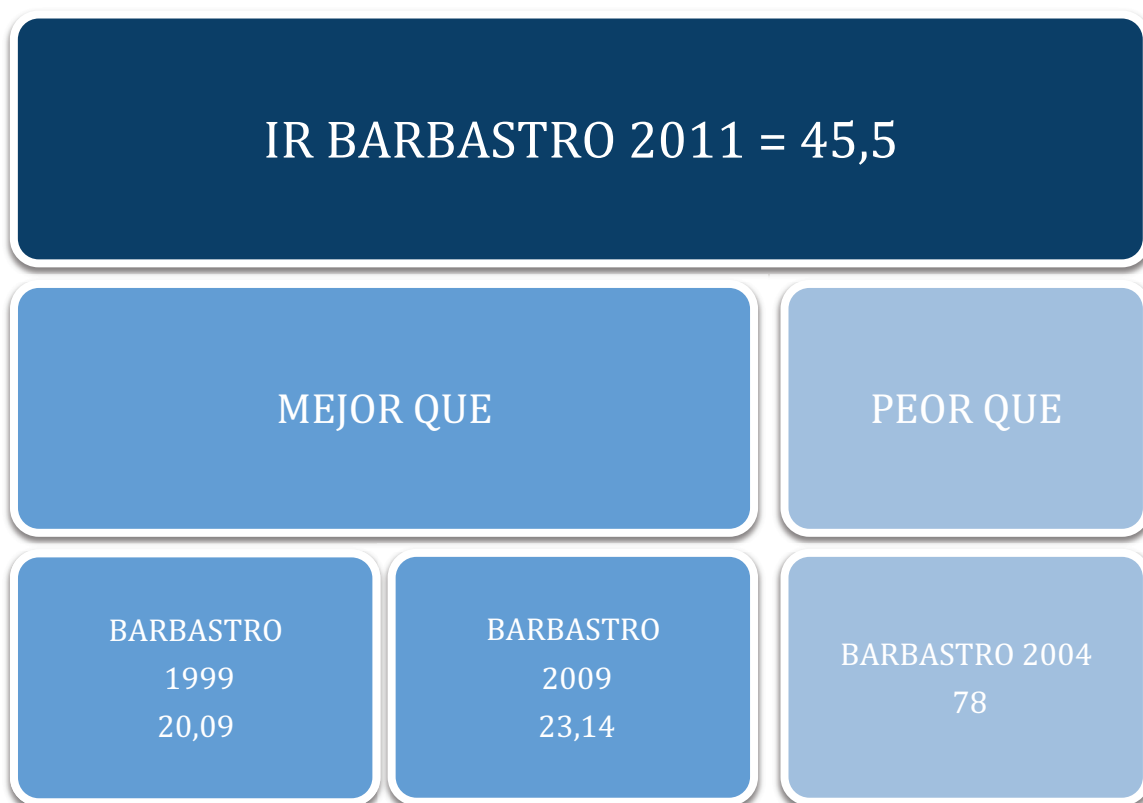 IR BARBASTRO 2011 = 45,5
MEJOR QUE
PEOR QUE
BARBASTRO
1999
20,09
BARBASTRO
2009
23,14
BARBASTRO 2004
78